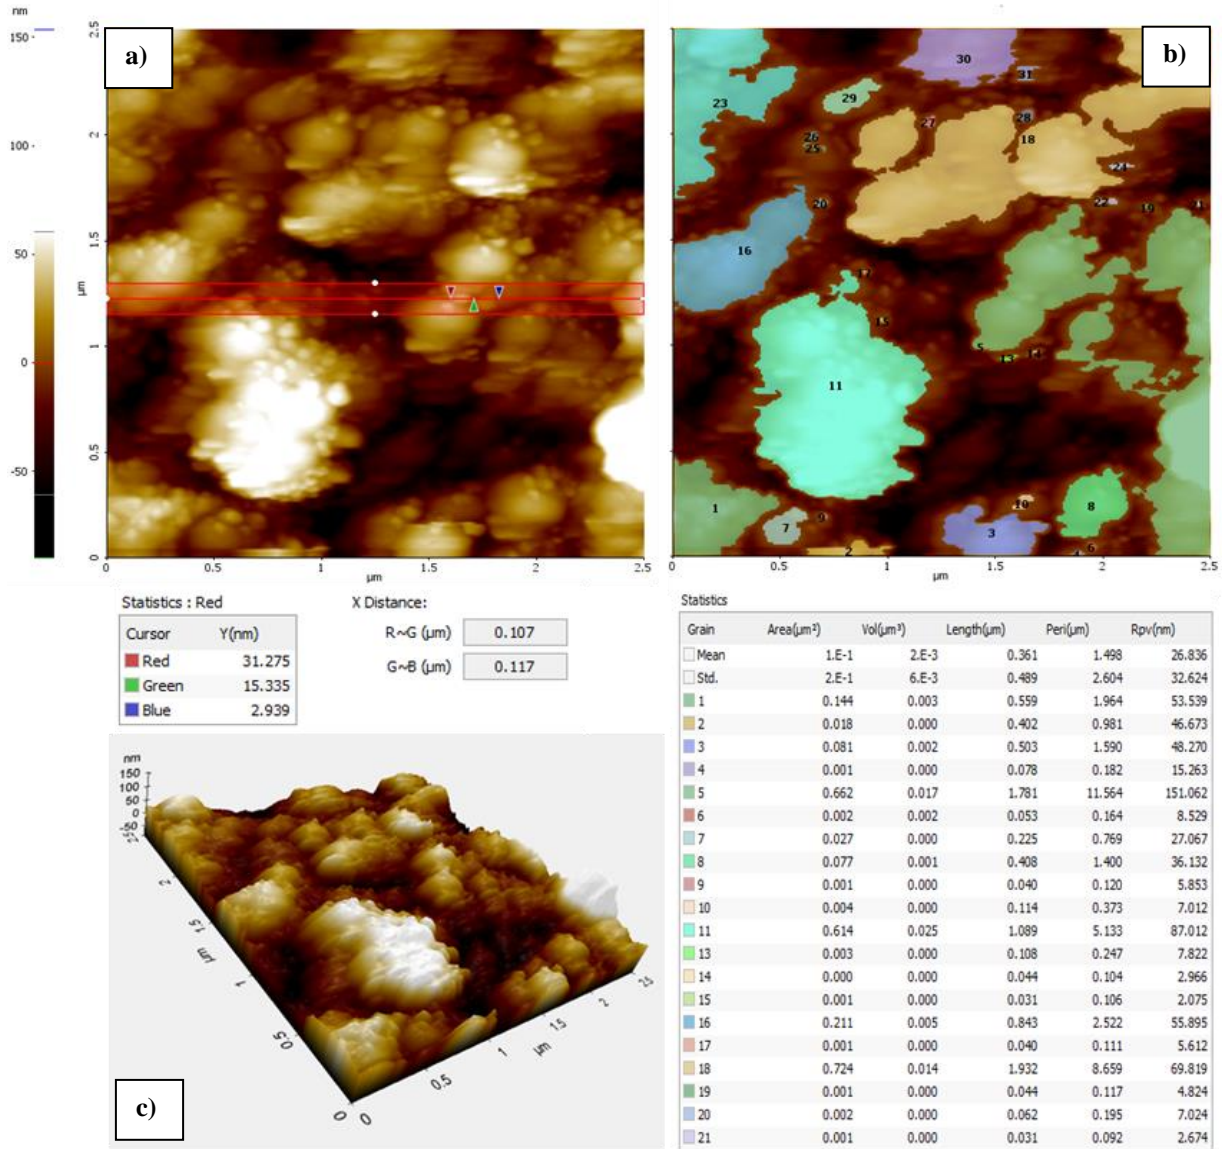 nm
150
100
50
0
-50
a)
2.5
2
1.5
μm
1
0.5
0
0.5
1
1.5
2
2.5
μm
b)
30
31
23
29
28
27
26
25
18
24
22
20
19
21
16
17
15
5
13
14
11
1
7
9
10
3
8
2
4
6
0.5
1
1.5
2
2.5
μm
Statistics : Red
Cursor Y(nm)
Red 31.275
Green 15.335
Blue 2.939
X Distance:
R~G (μm) 0.107
G~B (μm) 0.117
nm
150
100
50
0
-50
2.5
2
1.5
μm
1
0.5
0
0
0.5
1
μm
1.5
2
2.5
c)
Statistics
Grain Area(μm²) Vol(μm³) Length(μm) Peri(μm) Rpv(nm)
Mean 1.E-1 2.E-3 0.361 1.498 26.836
Std. 2.E-1 6.E-3 0.489 2.604 32.624
1 0.144 0.003 0.559 1.964 53.539
2 0.018 0.000 0.402 0.981 46.673
3 0.081 0.002 0.503 1.590 48.270
4 0.001 0.000 0.078 0.182 15.263
5 0.662 0.017 1.781 11.564 151.062
6 0.002 0.002 0.053 0.164 8.529
7 0.027 0.000 0.225 0.769 27.067
8 0.077 0.001 0.408 1.400 36.132
9 0.001 0.000 0.040 0.120 5.853
10 0.004 0.000 0.114 0.373 7.012
11 0.614 0.025 1.089 5.133 87.012
13 0.003 0.000 0.108 0.247 7.822
14 0.000 0.000 0.044 0.104 2.966
15 0.001 0.000 0.031 0.106 2.075
16 0.211 0.005 0.843 2.522 55.895
17 0.001 0.000 0.040 0.111 5.612
18 0.724 0.014 1.932 8.659 69.819
19 0.001 0.000 0.044 0.117 4.824
20 0.002 0.000 0.062 0.195 7.024
21 0.001 0.000 0.031 0.092 2.674